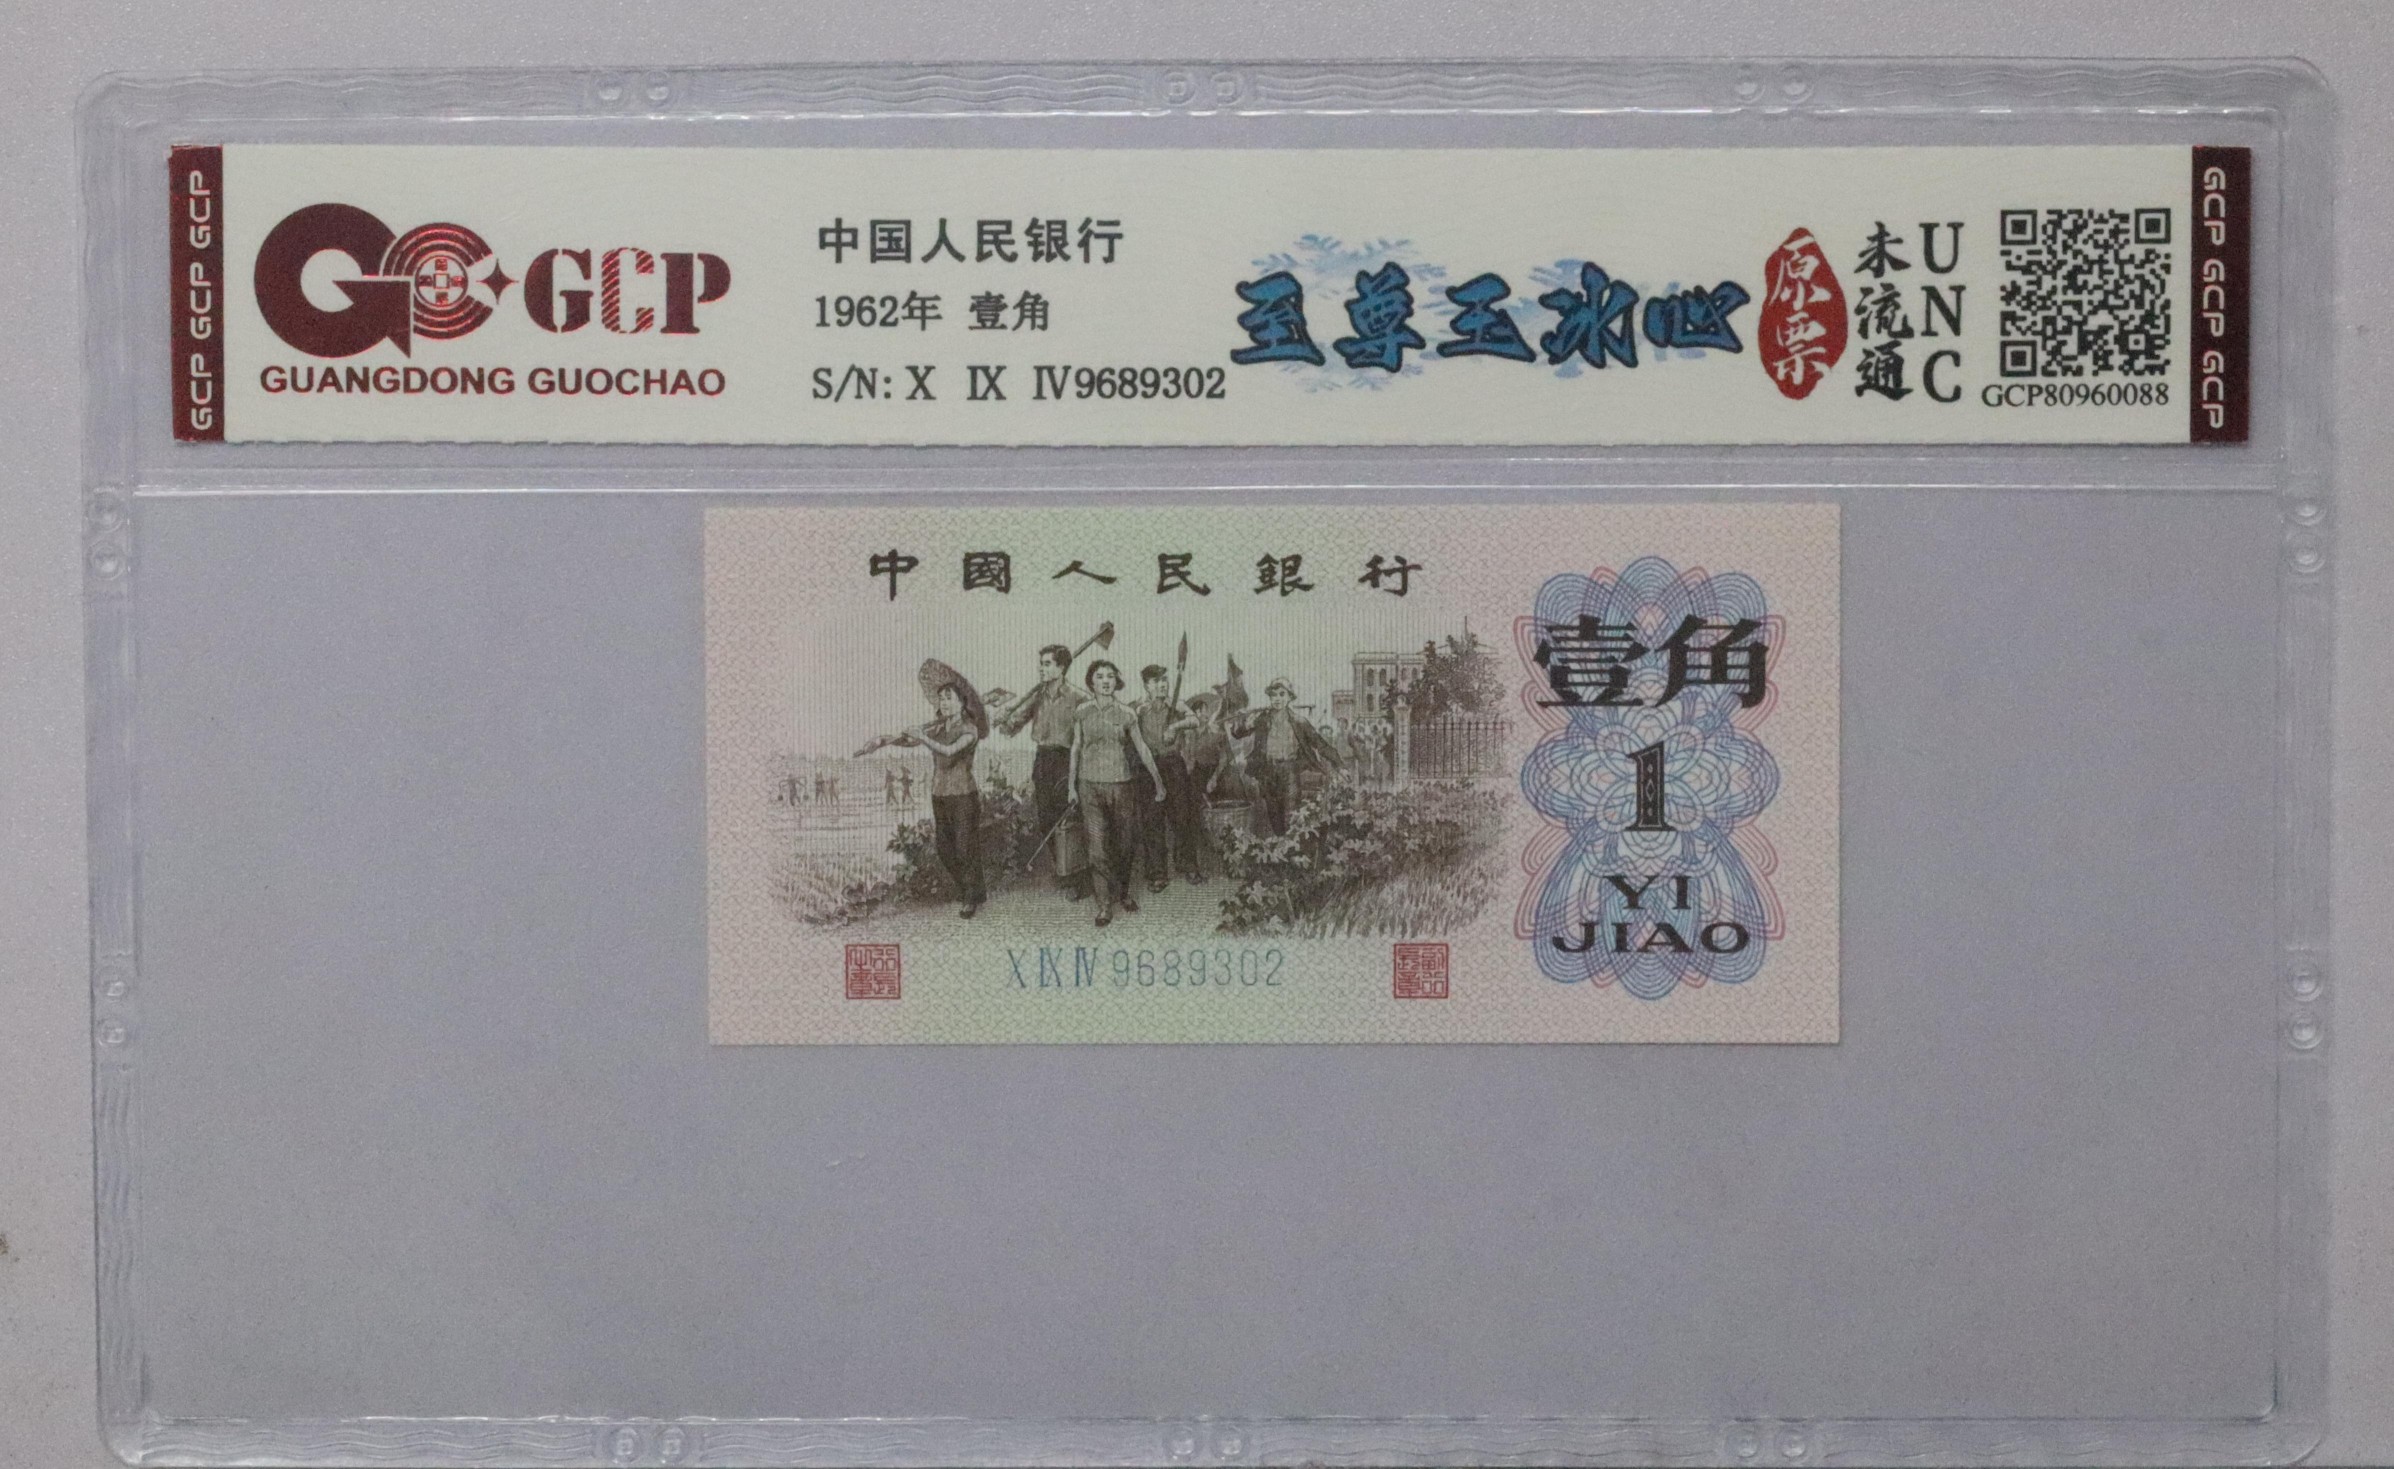 GCP GCP GCP
GCP
GUANGDONG GUOCHAO
中国人民银行
1962年 壹角
S/N: X IX IV9689302
至尊玉冰心
原票
未流通
UNC
GCP80960088
GCP GCP GCP
中國人民銀行
壹角
1
YI
JIAO
X IX IV 9689302